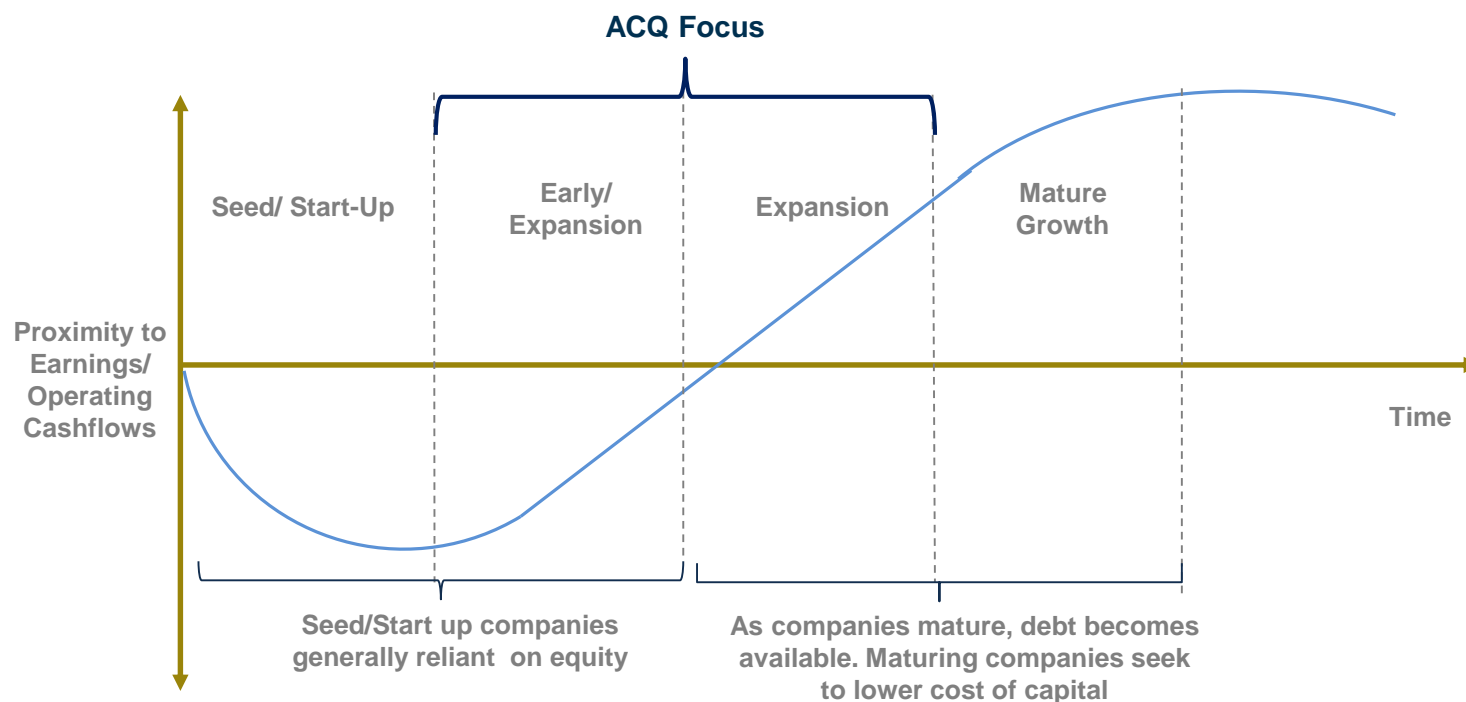 ACQ Focus
Seed/ Start-Up
Early/
Expansion
Expansion
Mature
Growth
Proximity to
Earnings/
Operating
Cashflows
Time
Seed/Start up companies
generally reliant  on equity
As companies mature, debt becomes
available. Maturing companies seek
to lower cost of capital